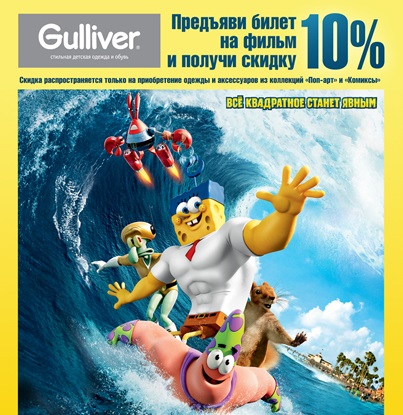 Gulliver®
стильная детская одежда и обувь
Предъяви билет
на фильм
и получи скидку
10%
Скидка распространяется только на приобретение одежды и аксессуаров из коллекций «Поп-арт» и «Комиксы»
ВСЁ КВАДРАТНОЕ СТАНЕТ ЯВНЫМ